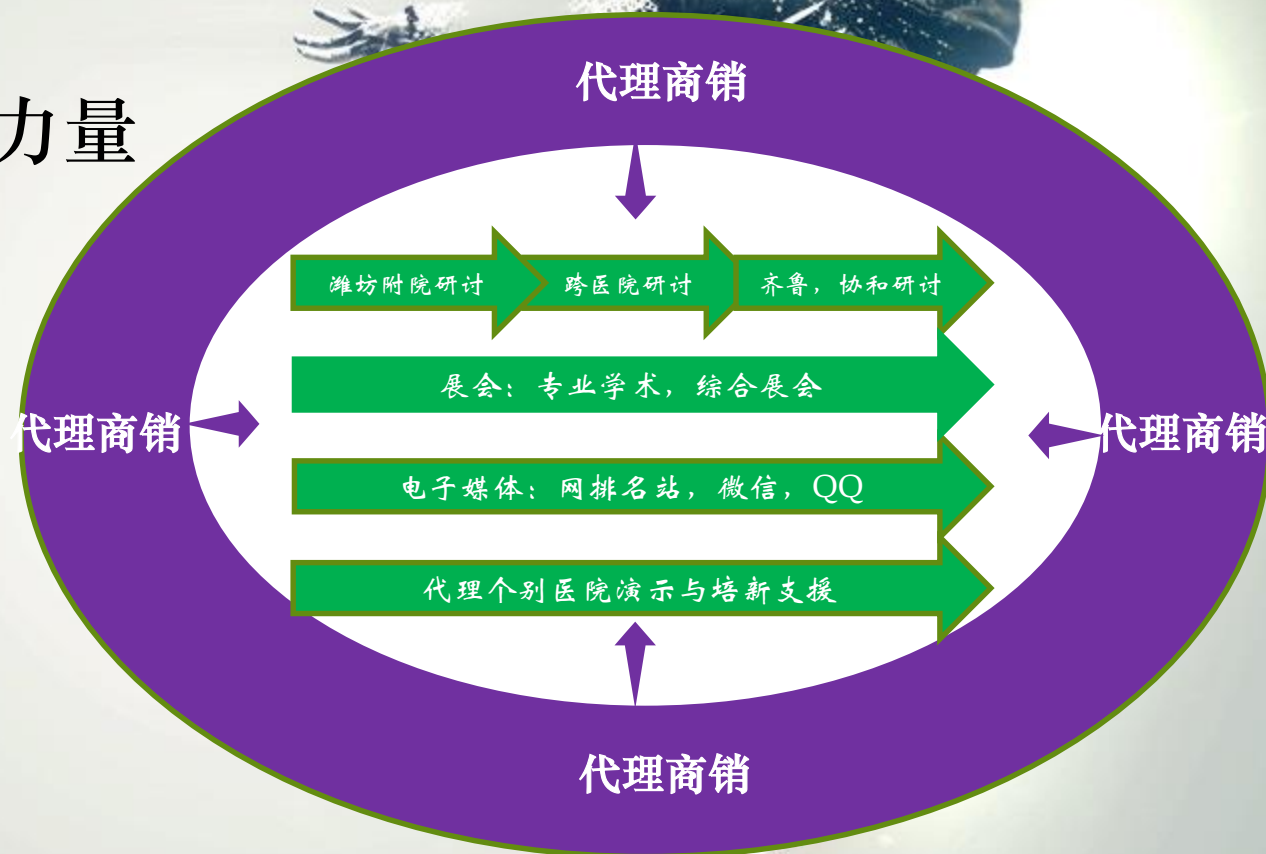 代理商销
力量
潍坊附院研讨
跨医院研讨
齐鲁，协和研讨
展会：专业学术，综合展会
代理商销
代理商销
电子媒体：网排名站，微信，QQ
代理个别医院演示与培新支援
代理商销